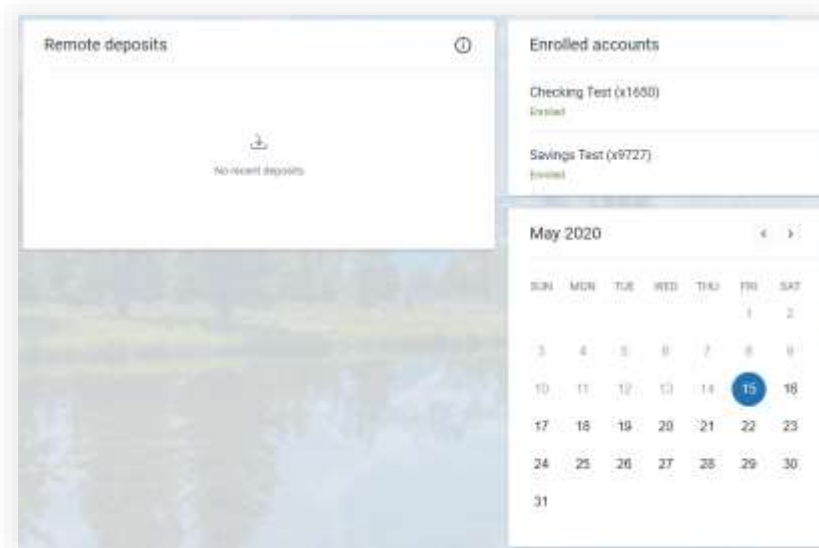 Remote deposits
No recent deposits
Enrolled accounts
Checking Test (x1650)
Enrolled
Savings Test (x9727)
Enrolled
May 2020
SUN MON TUE WED THU FRI SAT
1 2
3 4 5 6 7 8 9
10 11 12 13 14 15 16
17 18 19 20 21 22 23
24 25 26 27 28 29 30
31